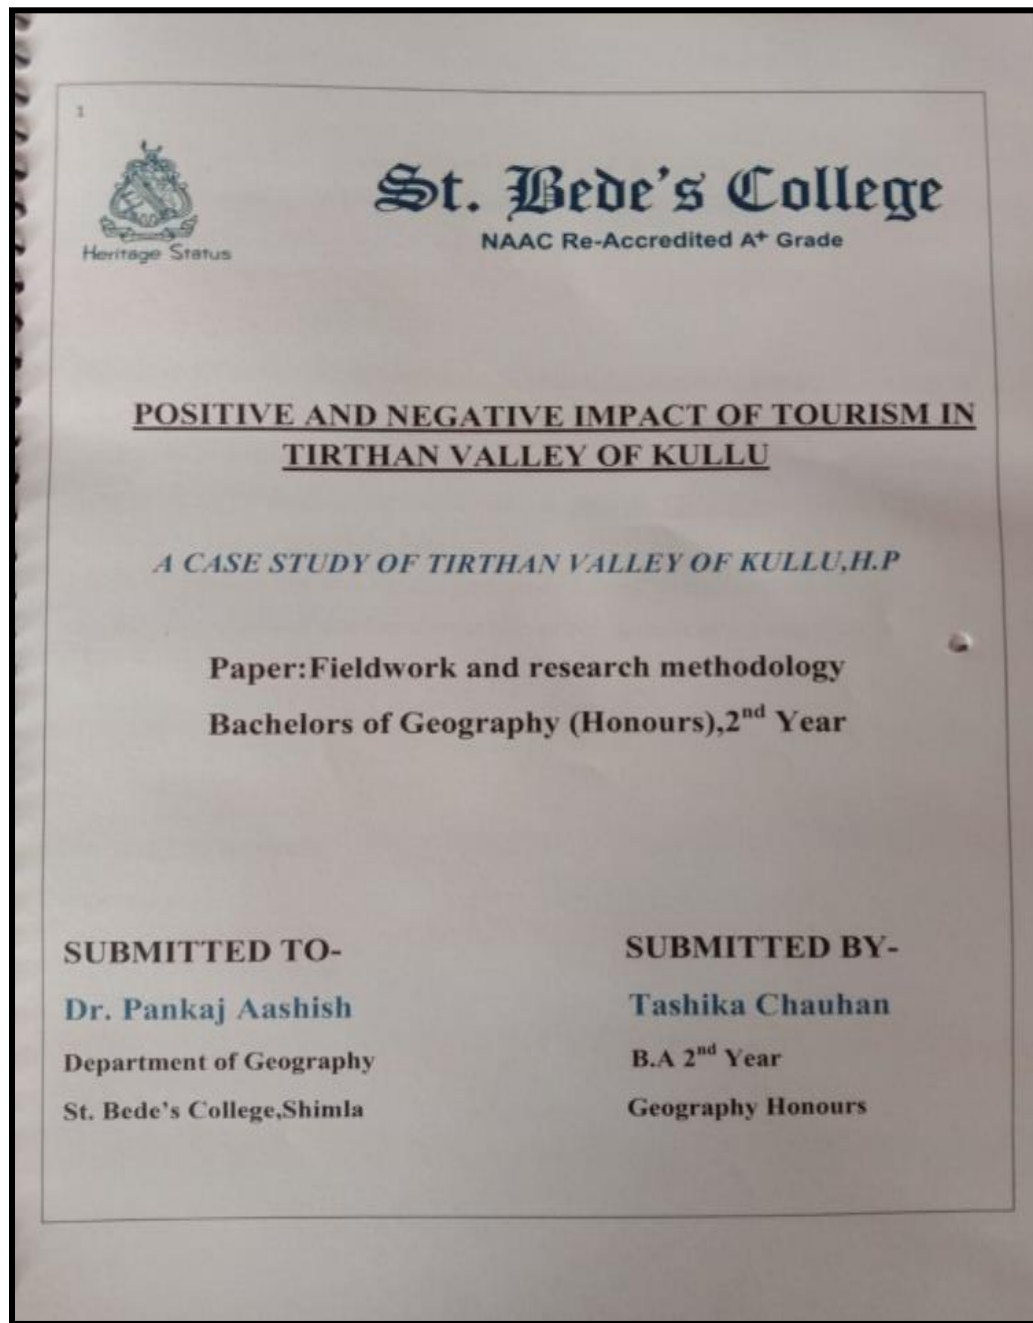 1
St. Bede's College
NAAC Re-Accredited A+ Grade
Heritage Status
POSITIVE AND NEGATIVE IMPACT OF TOURISM IN
TIRTHAN VALLEY OF KULLU
A CASE STUDY OF TIRTHAN VALLEY OF KULLU,H.P
Paper:Fieldwork and research methodology
Bachelors of Geography (Honours),2nd Year
SUBMITTED TO-
Dr. Pankaj Aashish
Department of Geography
St. Bede's College,Shimla
SUBMITTED BY-
Tashika Chauhan
B.A 2nd Year
Geography Honours